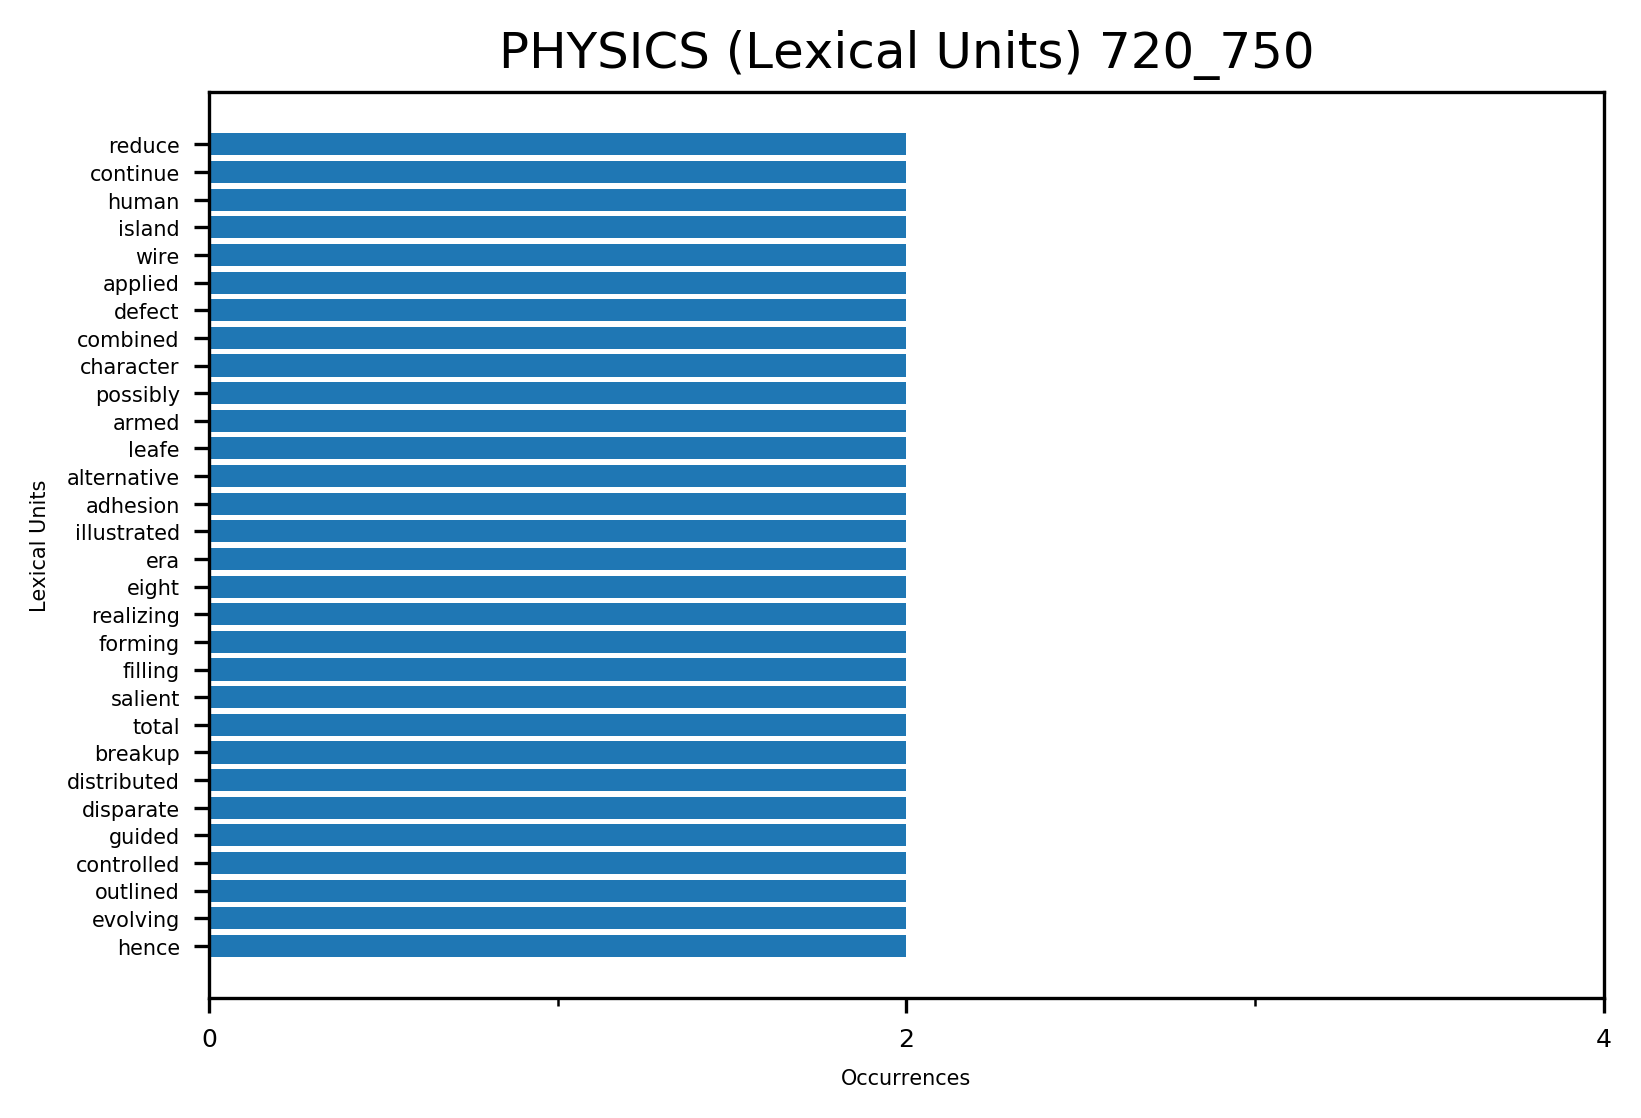 PHYSICS (Lexical Units) 720_750
reduce
continue
human
island
wire
applied
defect
combined
character
possibly
armed
leafe
alternative
adhesion
illustrated
era
eight
realizing
forming
filling
salient
total
breakup
distributed
disparate
guided
controlled
outlined
evolving
hence
Lexical Units
0 2 4
Occurrences